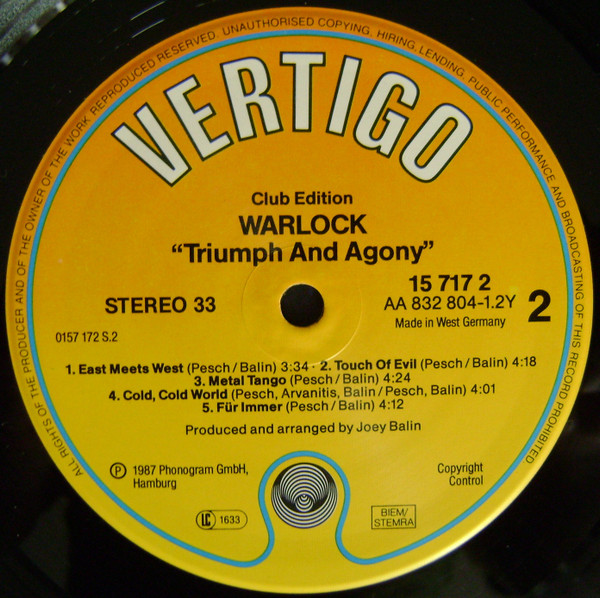 ALL RIGHTS OF THE PRODUCER AND OF THE OWNER OF THE WORK REPRODUCED RESERVED. UNAUTHORISED COPYING, HIRING, LENDING, PUBLIC PERFORMANCE AND BROADCASTING OF THIS RECORD PROHIBITED.
VERTIGO
Club Edition
WARLOCK
“Triumph And Agony”
STEREO 33
15 717 2
AA 832 804-1.2Y
2
Made in West Germany
0157 172 S.2
1. East Meets West (Pesch/Balin) 3:34 · 2. Touch Of Evil (Pesch/Balin) 4:18
3. Metal Tango (Pesch/Balin) 4:24
4. Cold, Cold World (Pesch, Arvanitis, Balin/Pesch, Balin) 4:01
5. Für Immer (Pesch/Balin) 4:12
Produced and arranged by Joey Balin
Ⓟ 1987 Phonogram GmbH,
Hamburg
Copyright
Control
LC 1633
BIEM/
STEMRA